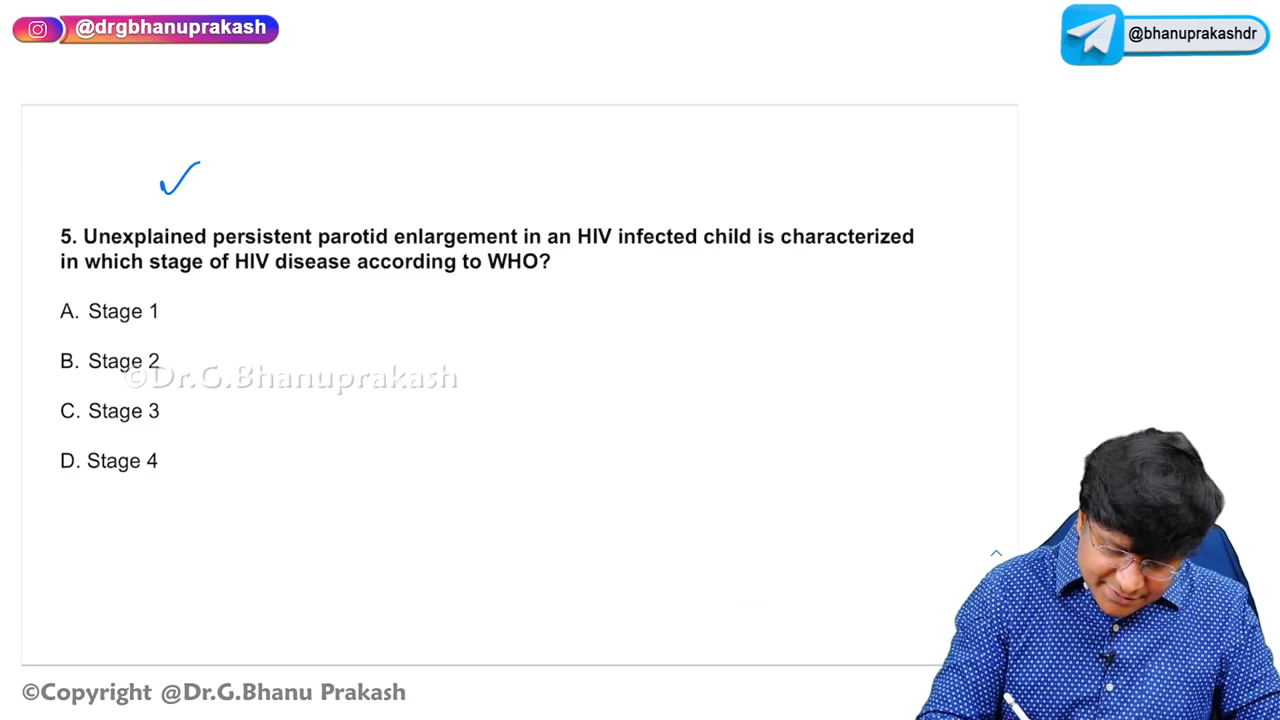 @drgbhanuprakash
@bhanuprakashdr
5. Unexplained persistent parotid enlargement in an HIV infected child is characterized
in which stage of HIV disease according to WHO?
A. Stage 1
B. Stage 2
©Dr.G.Bhanuprakash
C. Stage 3
D. Stage 4
©Copyright @Dr.G.Bhanu Prakash